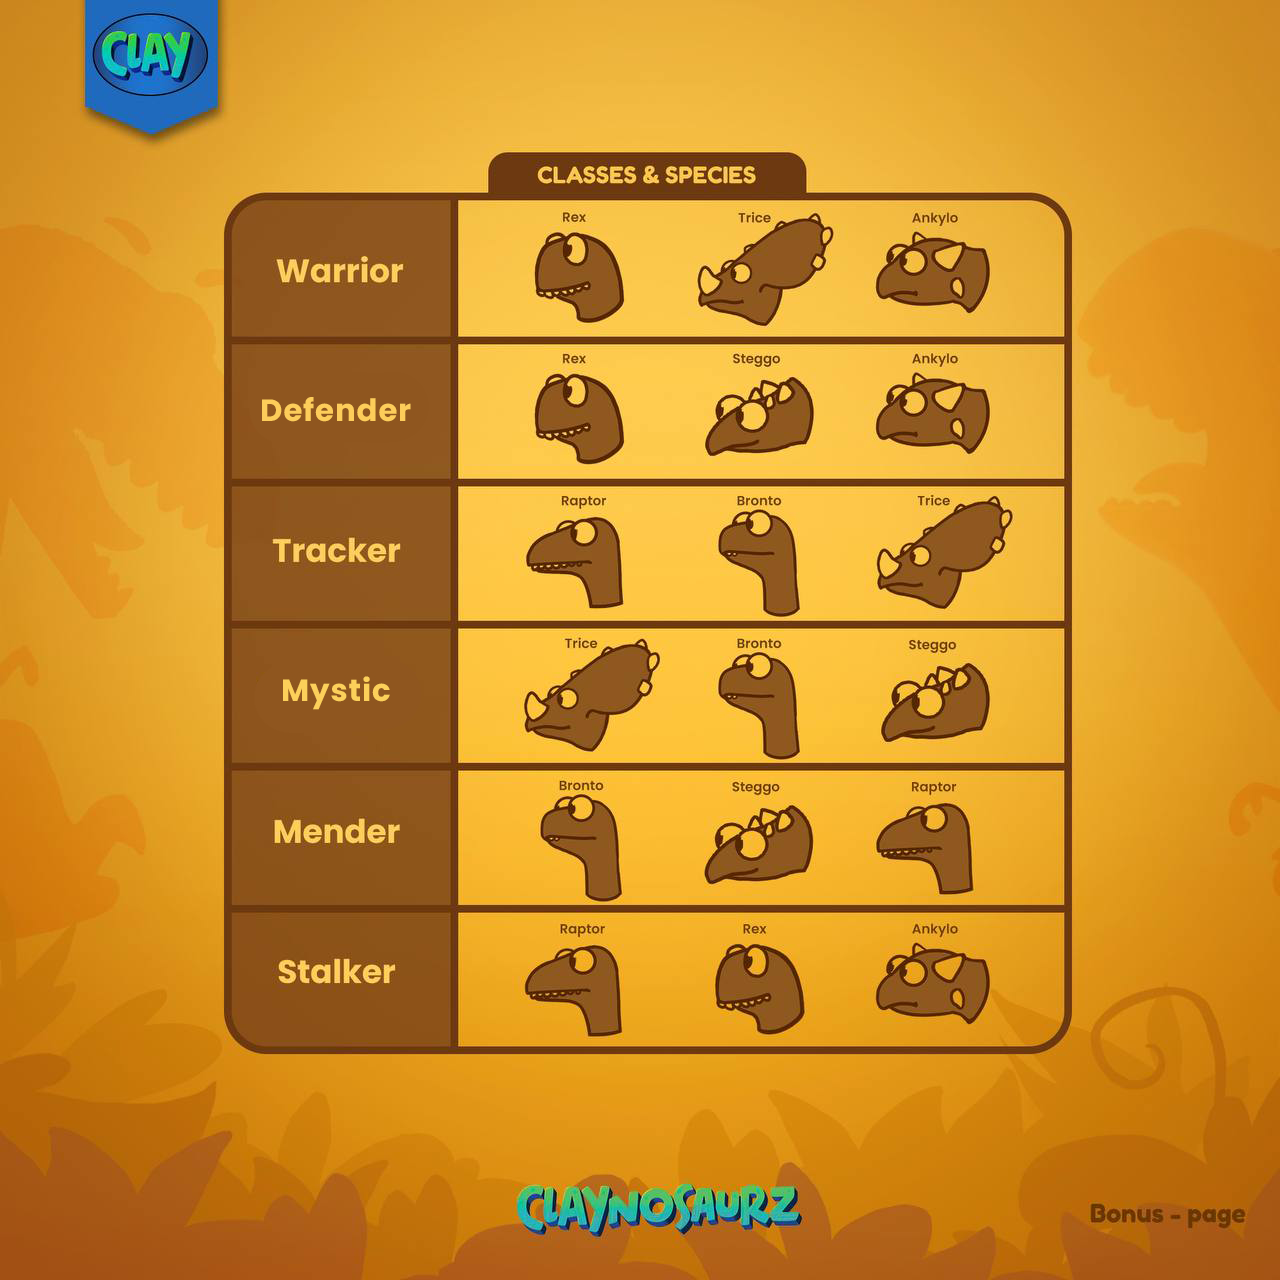 CLAY
CLASSES & SPECIES
Warrior
Rex
Trice
Ankylo
Defender
Rex
Steggo
Ankylo
Tracker
Raptor
Bronto
Trice
Mystic
Trice
Bronto
Steggo
Mender
Bronto
Steggo
Raptor
Stalker
Raptor
Rex
Ankylo
CLAYNOSAURZ
Bonus - page